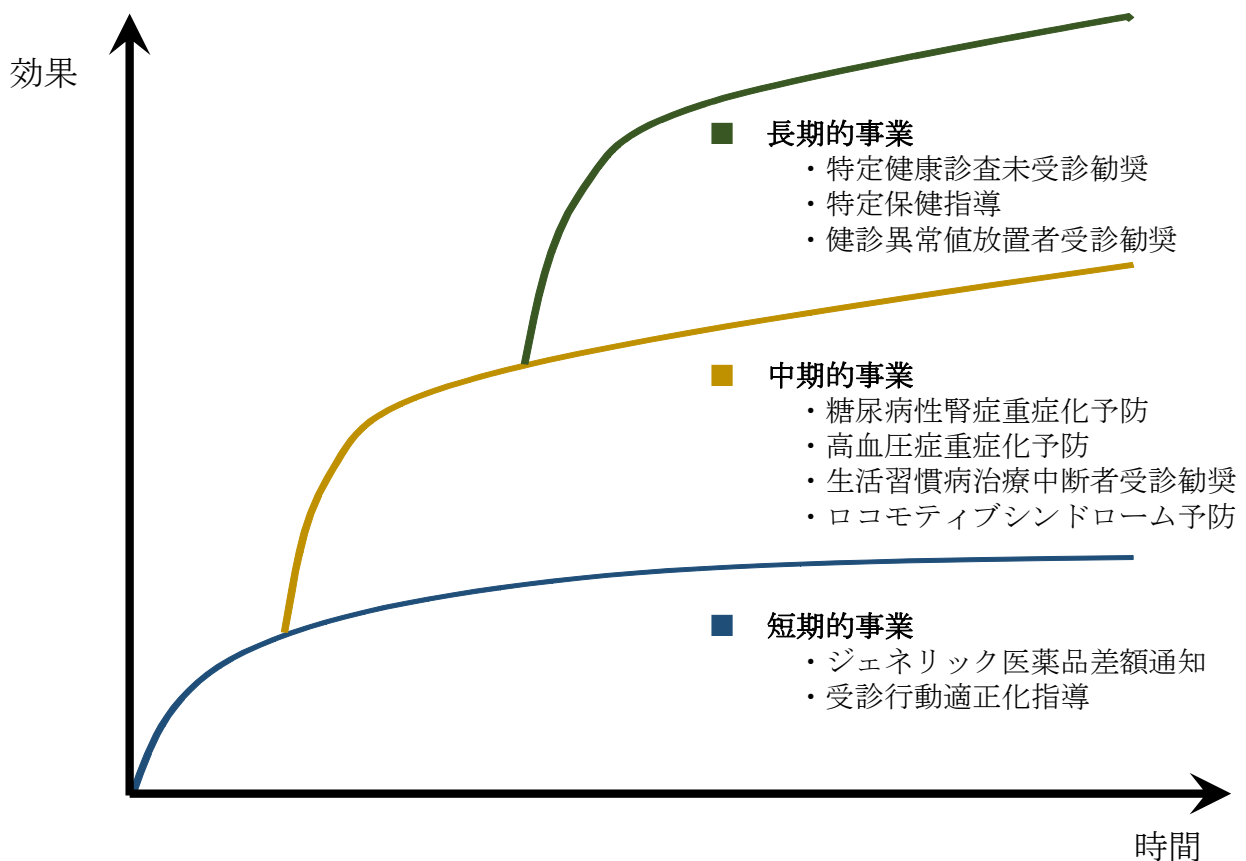 効果
■ 長期的事業
・特定健康診査未受診勧奨
・特定保健指導
・健診異常値放置者受診勧奨
■ 中期的事業
・糖尿病性腎症重症化予防
・高血圧症重症化予防
・生活習慣病治療中断者受診勧奨
・ロコモティブシンドローム予防
■ 短期的事業
・ジェネリック医薬品差額通知
・受診行動適正化指導
時間